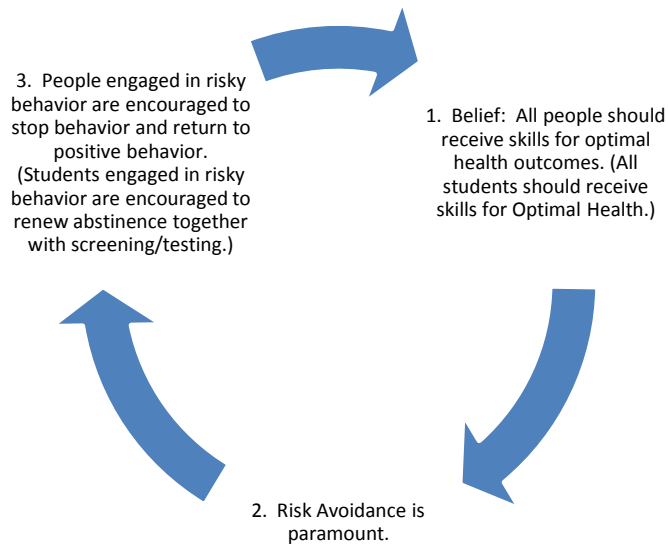 1. Belief: All people should
receive skills for optimal
health outcomes. (All
students should receive
skills for Optimal Health.)
2. Risk Avoidance is
paramount.
3. People engaged in risky
behavior are encouraged to
stop behavior and return to
positive behavior.
(Students engaged in risky
behavior are encouraged to
renew abstinence together
with screening/testing.)